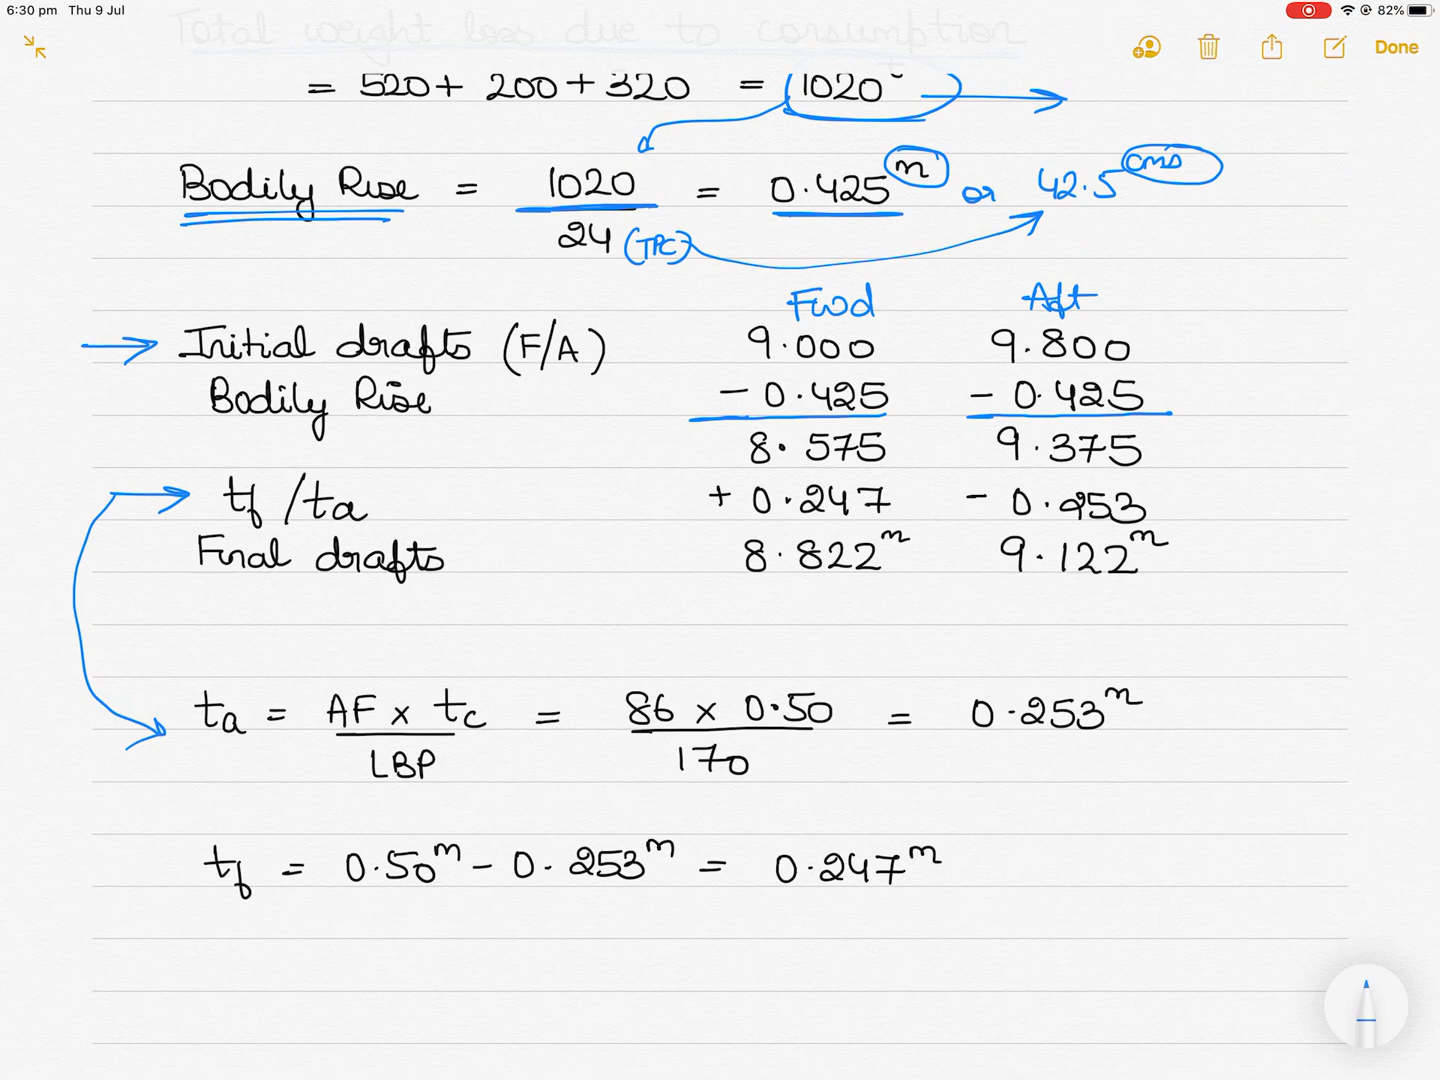 6:30 pm Thu 9 Jul
82%
Total weight loss due to consumption
Done
= 520 + 200 + 320 = 1020
Bodily Rise = 1020 / 24 (TPC) = 0.425 m or 42.5 cms
Fwd Aft
Initial drafts (F/A) 9.000 9.800
Bodily Rise - 0.425 - 0.425
8.575 9.375
tf / ta + 0.247 - 0.253
Final drafts 8.822 m 9.122 m
ta = AF x tc / LBP = 86 x 0.50 / 170 = 0.253 m
tf = 0.50 m - 0.253 m = 0.247 m